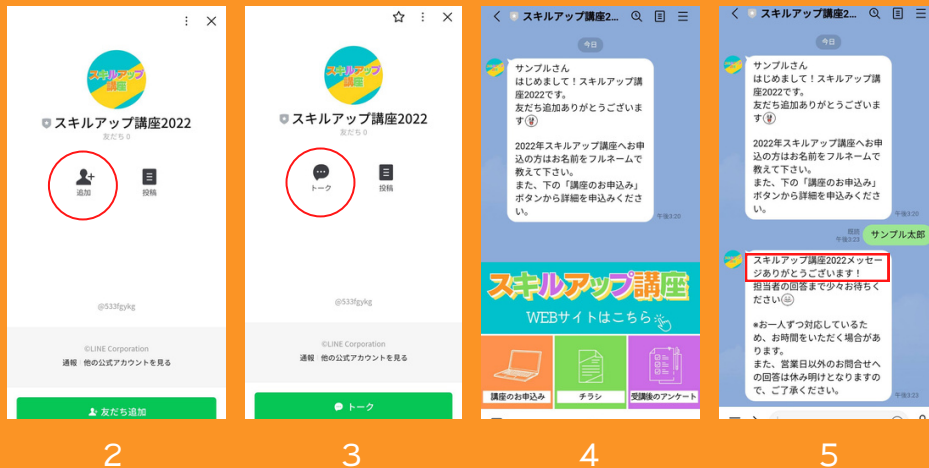 スキルアップ
講座
スキルアップ講座2022
友だち 0
追加
投稿
@533fgykg
©LINE Corporation
通報 他の公式アカウントを見る
友だち追加
2
スキルアップ
講座
スキルアップ講座2022
友だち 0
トーク
投稿
@533fgykg
©LINE Corporation
通報 他の公式アカウントを見る
トーク
3
スキルアップ講座2...
今日
サンプルさん
はじめまして！スキルアップ講
座2022です。
友だち追加ありがとうございま
す
2022年スキルアップ講座へお申
込の方はお名前をフルネームで
教えて下さい。
また、下の「講座のお申込み」
ボタンから詳細を申込みくださ
い。
午後3:20
スキルアップ講座
WEBサイトはこちら
講座のお申込み
チラシ
受講後のアンケート
4
スキルアップ講座2...
今日
サンプルさん
はじめまして！スキルアップ講
座2022です。
友だち追加ありがとうございま
す
2022年スキルアップ講座へお申
込の方はお名前をフルネームで
教えて下さい。
また、下の「講座のお申込み」
ボタンから詳細を申込みくださ
い。
午後3:20
既読
午後3:23
サンプル太郎
スキルアップ講座2022メッセー
ジありがとうございます！
担当者の回答まで少々お待ちく
ださい
*お一人ずつ対応しているた
め、お時間をいただく場合があ
ります。
また、営業日以外のお問合せへ
の回答は休み明けとなりますの
で、ご了承ください。
午後3:23
5